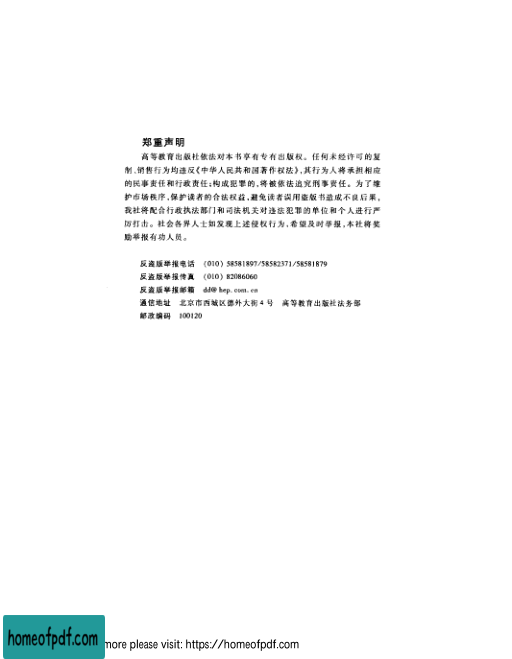 郑重声明
高等教育出版社依法对本书享有专有出版权。任何未经许可的复
制、销售行为均违反《中华人民共和国著作权法》,其行为人将承担相应
的民事责任和行政责任;构成犯罪的,将被依法追究刑事责任。为了维
护市场秩序,保护读者的合法权益,避免读者误用盗版书造成不良后果,
我社将配合行政执法部门和司法机关对违法犯罪的单位和个人进行严
厉打击。社会各界人士如发现上述侵权行为,希望及时举报,本社将奖
励举报有功人员。
反盗版举报电话 (010) 58581897/58582371/58581879
反盗版举报传真 (010) 82086060
反盗版举报邮箱 dd@hep.com.cn
通信地址 北京市西城区德外大街4号 高等教育出版社法务部
邮政编码 100120
homeofpdf.com more please visit: https://homeofpdf.com